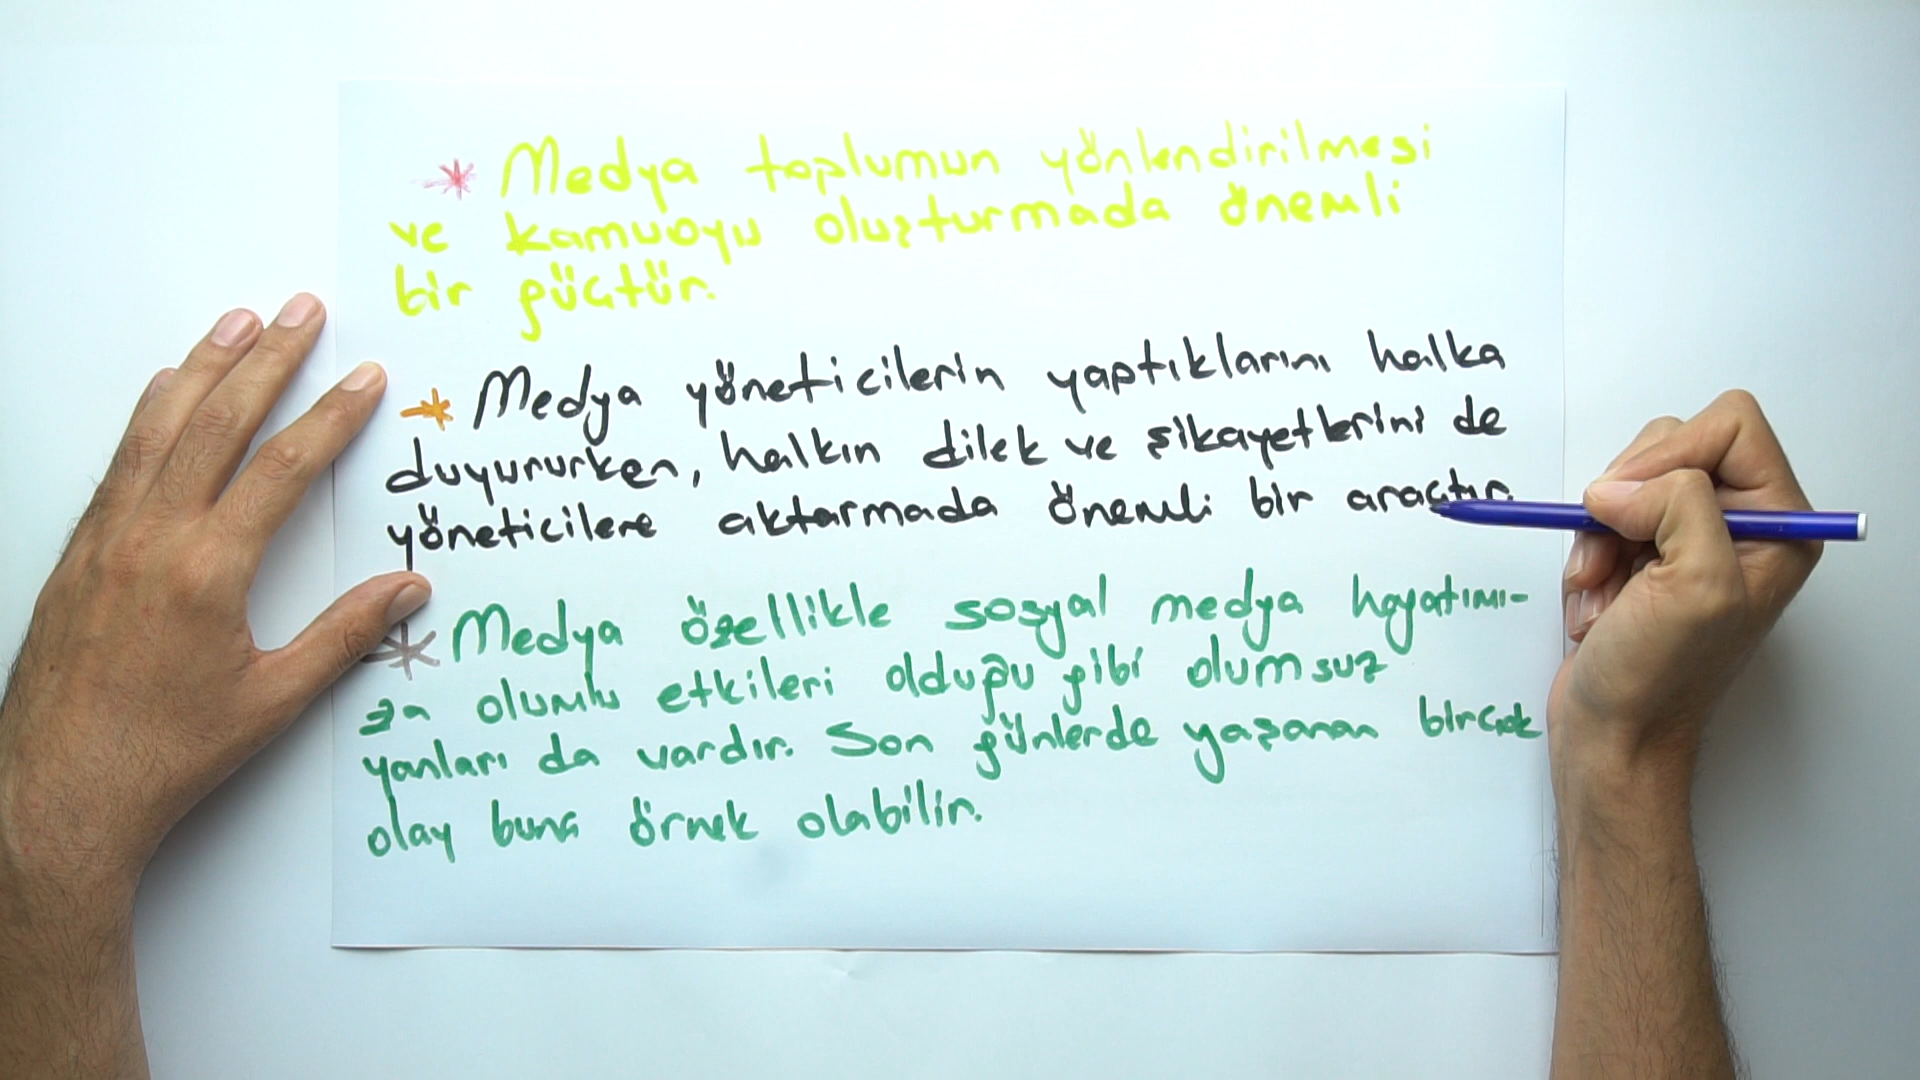 * Medya toplumun yönlendirilmesi
ve kamuoyu oluşturmada önemli
bir güçtür.
* Medya yöneticilerin yaptıklarını halka
duyururken, halkın dilek ve şikayetlerini de
yöneticilere aktarmada önemli bir araçtır.
* Medya özellikle sosyal medya hayatımı-
za olumlu etkileri olduğu gibi olumsuz
yanları da vardır. Son günlerde yaşanan birçok
olay buna örnek olabilir.